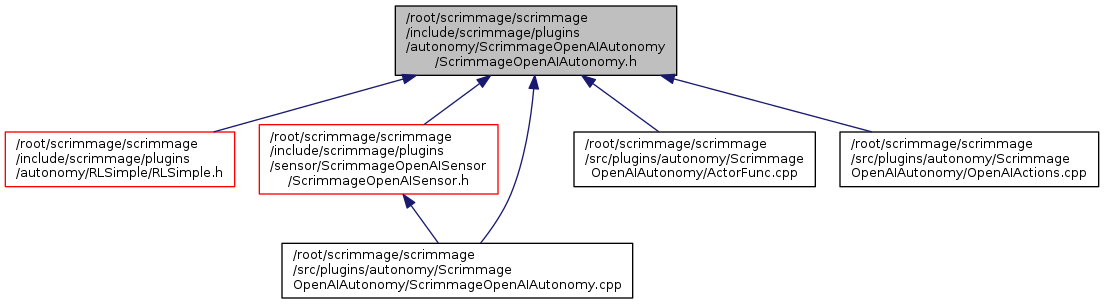 /root/scrimmage/scrimmage
/include/scrimmage/plugins
/autonomy/ScrimmageOpenAIAutonomy
/ScrimmageOpenAIAutonomy.h
/root/scrimmage/scrimmage
/include/scrimmage/plugins
/autonomy/RLSimple/RLSimple.h
/root/scrimmage/scrimmage
/include/scrimmage/plugins
/sensor/ScrimmageOpenAISensor
/ScrimmageOpenAISensor.h
/root/scrimmage/scrimmage
/src/plugins/autonomy/Scrimmage
OpenAIAutonomy/ActorFunc.cpp
/root/scrimmage/scrimmage
/src/plugins/autonomy/Scrimmage
OpenAIAutonomy/OpenAIActions.cpp
/root/scrimmage/scrimmage
/src/plugins/autonomy/Scrimmage
OpenAIAutonomy/ScrimmageOpenAIAutonomy.cpp